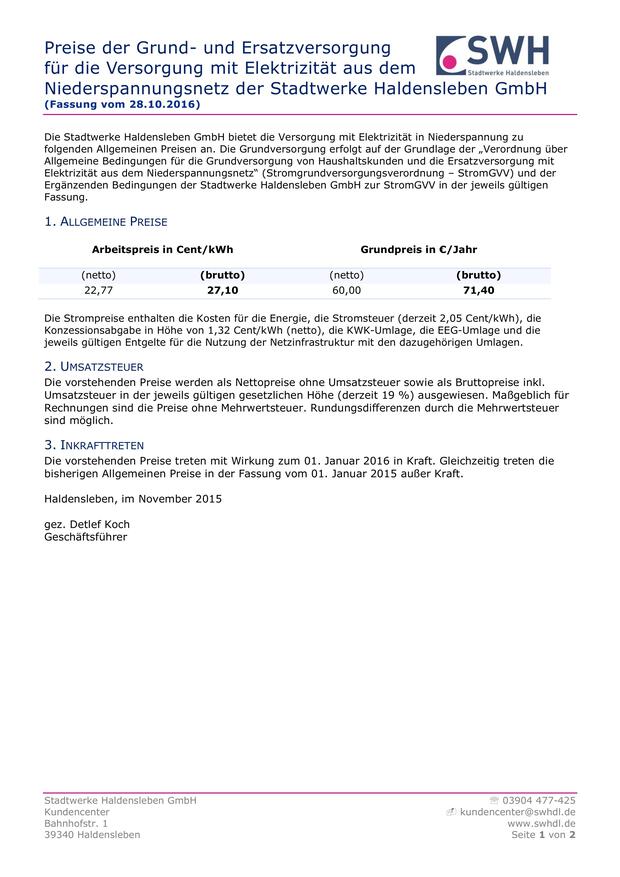 Preise der Grund- und Ersatzversorgung
für die Versorgung mit Elektrizität aus dem
Niederspannungsnetz der Stadtwerke Haldensleben GmbH
(Fassung vom 28.10.2016)
SWH
Stadtwerke Haldensleben
Die Stadtwerke Haldensleben GmbH bietet die Versorgung mit Elektrizität in Niederspannung zu
folgenden Allgemeinen Preisen an. Die Grundversorgung erfolgt auf der Grundlage der „Verordnung über
Allgemeine Bedingungen für die Grundversorgung von Haushaltskunden und die Ersatzversorgung mit
Elektrizität aus dem Niederspannungsnetz“ (Stromgrundversorgungsverordnung – StromGVV) und der
Ergänzenden Bedingungen der Stadtwerke Haldensleben GmbH zur StromGVV in der jeweils gültigen
Fassung.
1. ALLGEMEINE PREISE
Arbeitspreis in Cent/kWh Grundpreis in €/Jahr
(netto) (brutto) (netto) (brutto)
22,77 27,10 60,00 71,40
Die Strompreise enthalten die Kosten für die Energie, die Stromsteuer (derzeit 2,05 Cent/kWh), die
Konzessionsabgabe in Höhe von 1,32 Cent/kWh (netto), die KWK-Umlage, die EEG-Umlage und die
jeweils gültigen Entgelte für die Nutzung der Netzinfrastruktur mit den dazugehörigen Umlagen.
2. UMSATZSTEUER
Die vorstehenden Preise werden als Nettopreise ohne Umsatzsteuer sowie als Bruttopreise inkl.
Umsatzsteuer in der jeweils gültigen gesetzlichen Höhe (derzeit 19 %) ausgewiesen. Maßgeblich für
Rechnungen sind die Preise ohne Mehrwertsteuer. Rundungsdifferenzen durch die Mehrwertsteuer
sind möglich.
3. INKRAFTTRETEN
Die vorstehenden Preise treten mit Wirkung zum 01. Januar 2016 in Kraft. Gleichzeitig treten die
bisherigen Allgemeinen Preise in der Fassung vom 01. Januar 2015 außer Kraft.
Haldensleben, im November 2015
gez. Detlef Koch
Geschäftsführer
Stadtwerke Haldensleben GmbH
Kundencenter
Bahnhofstr. 1
39340 Haldensleben
☏ 03904 477-425
kundencenter@swhdl.de
www.swhdl.de
Seite 1 von 2